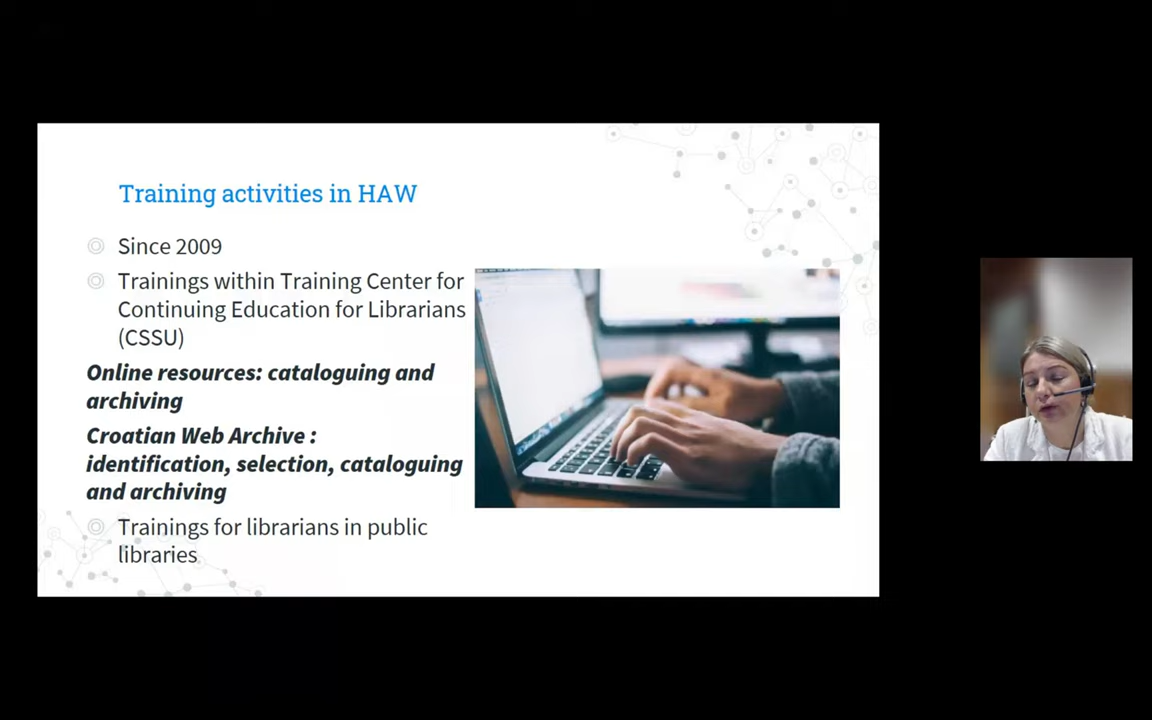 Training activities in HAW
Since 2009
Trainings within Training Center for
Continuing Education for Librarians
(CSSU)
Online resources: cataloguing and
archiving
Croatian Web Archive :
identification, selection, cataloguing
and archiving
Trainings for librarians in public
libraries